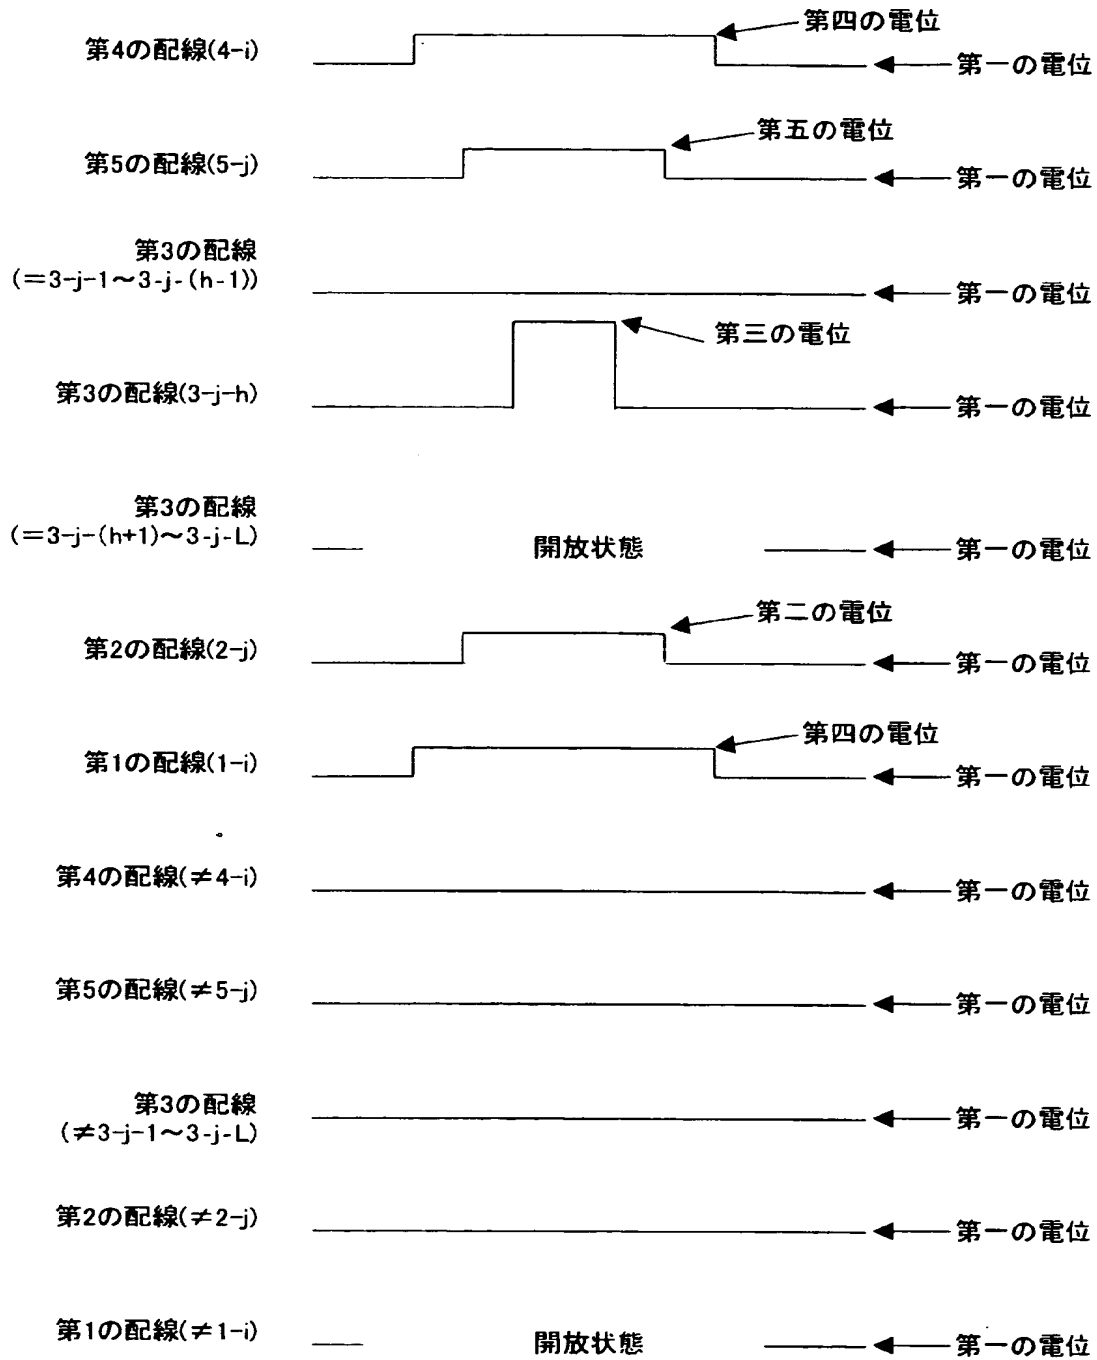 第四の電位
第4の配線(4-i)
第一の電位
第五の電位
第5の配線(5-j)
第一の電位
第3の配線
(=3-j-1～3-j-(h-1))
第一の電位
第三の電位
第3の配線(3-j-h)
第一の電位
第3の配線
(=3-j-(h+1)～3-j-L)
開放状態
第一の電位
第二の電位
第2の配線(2-j)
第一の電位
第四の電位
第1の配線(1-i)
第一の電位
第4の配線(≠4-i)
第一の電位
第5の配線(≠5-j)
第一の電位
第3の配線
(≠3-j-1～3-j-L)
第一の電位
第2の配線(≠2-j)
第一の電位
第1の配線(≠1-i)
開放状態
第一の電位